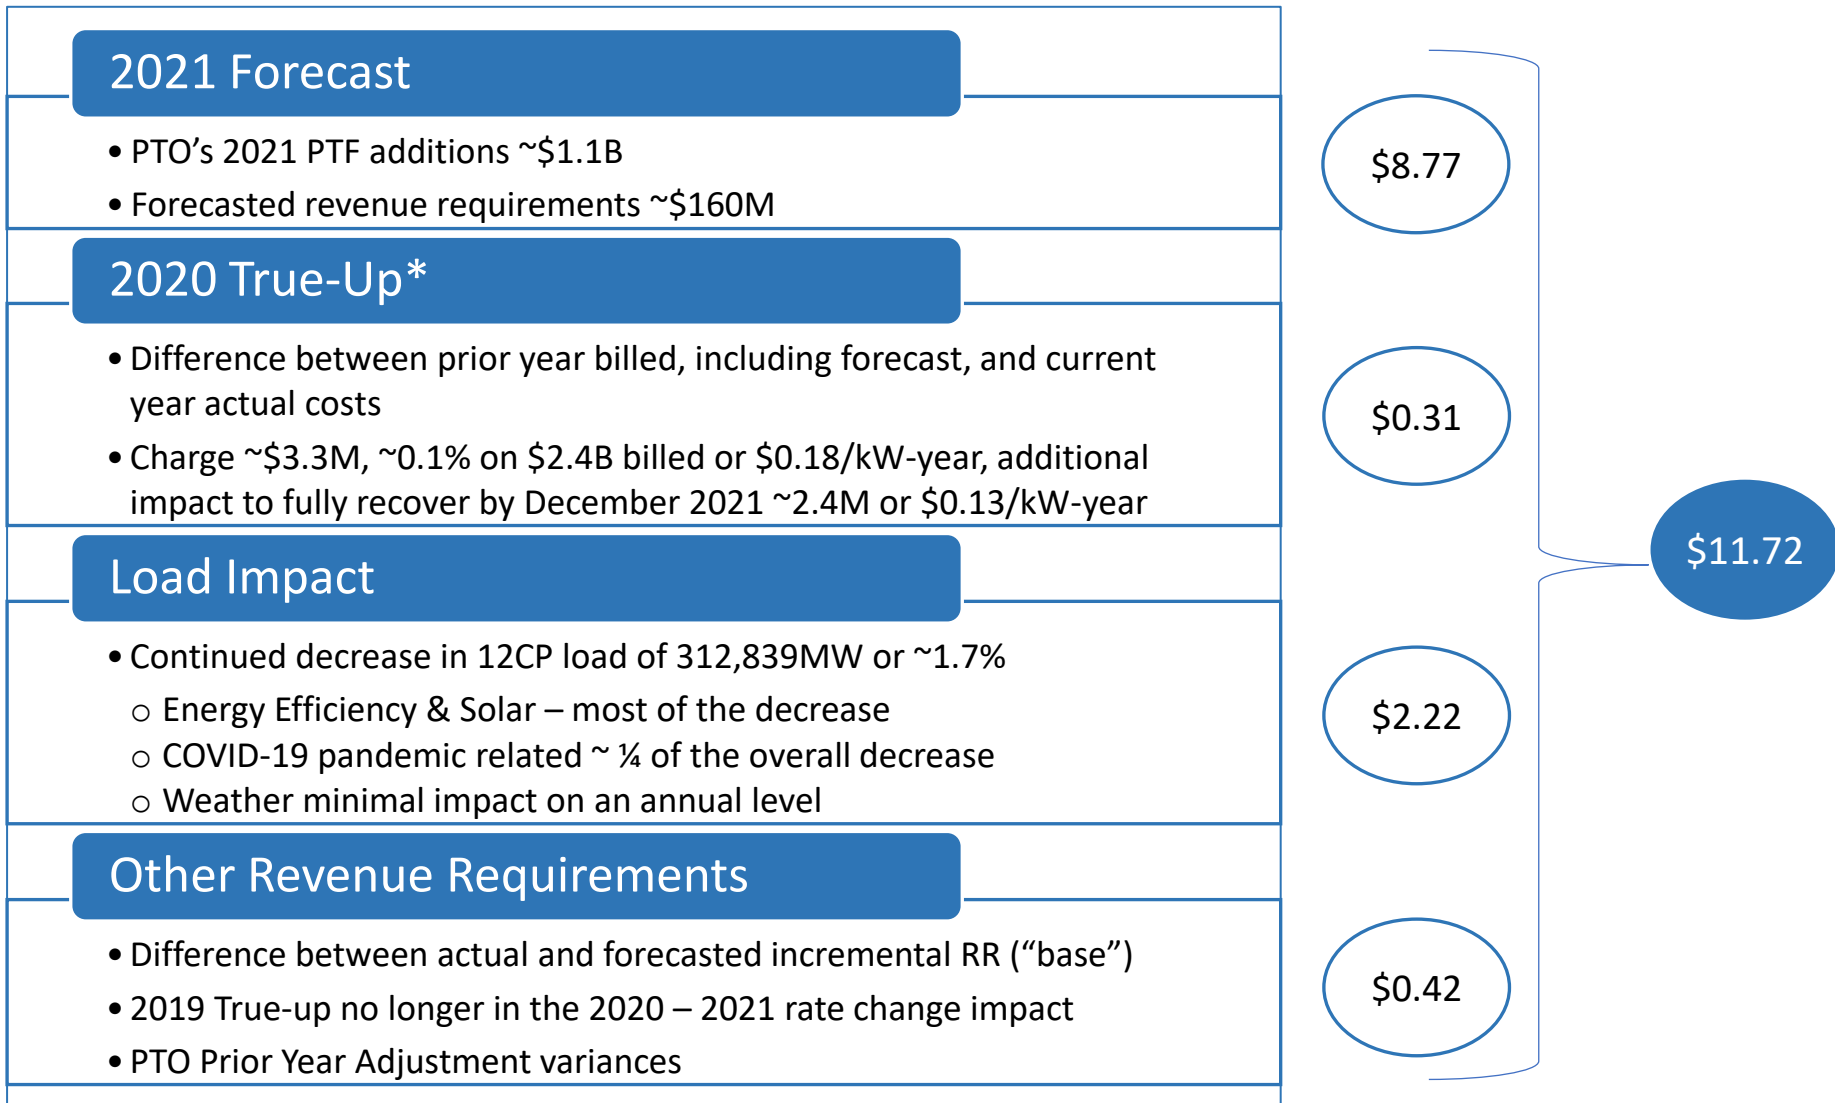 2021 Forecast
• PTO’s 2021 PTF additions ~$1.1B
• Forecasted revenue requirements ~$160M
$8.77
2020 True-Up*
• Difference between prior year billed, including forecast, and current
year actual costs
• Charge ~$3.3M, ~0.1% on $2.4B billed or $0.18/kW-year, additional
impact to fully recover by December 2021 ~2.4M or $0.13/kW-year
$0.31
Load Impact
• Continued decrease in 12CP load of 312,839MW or ~1.7%
o Energy Efficiency & Solar – most of the decrease
o COVID-19 pandemic related ~ ¼ of the overall decrease
o Weather minimal impact on an annual level
$2.22
Other Revenue Requirements
• Difference between actual and forecasted incremental RR (“base”)
• 2019 True-up no longer in the 2020 – 2021 rate change impact
• PTO Prior Year Adjustment variances
$0.42
$11.72